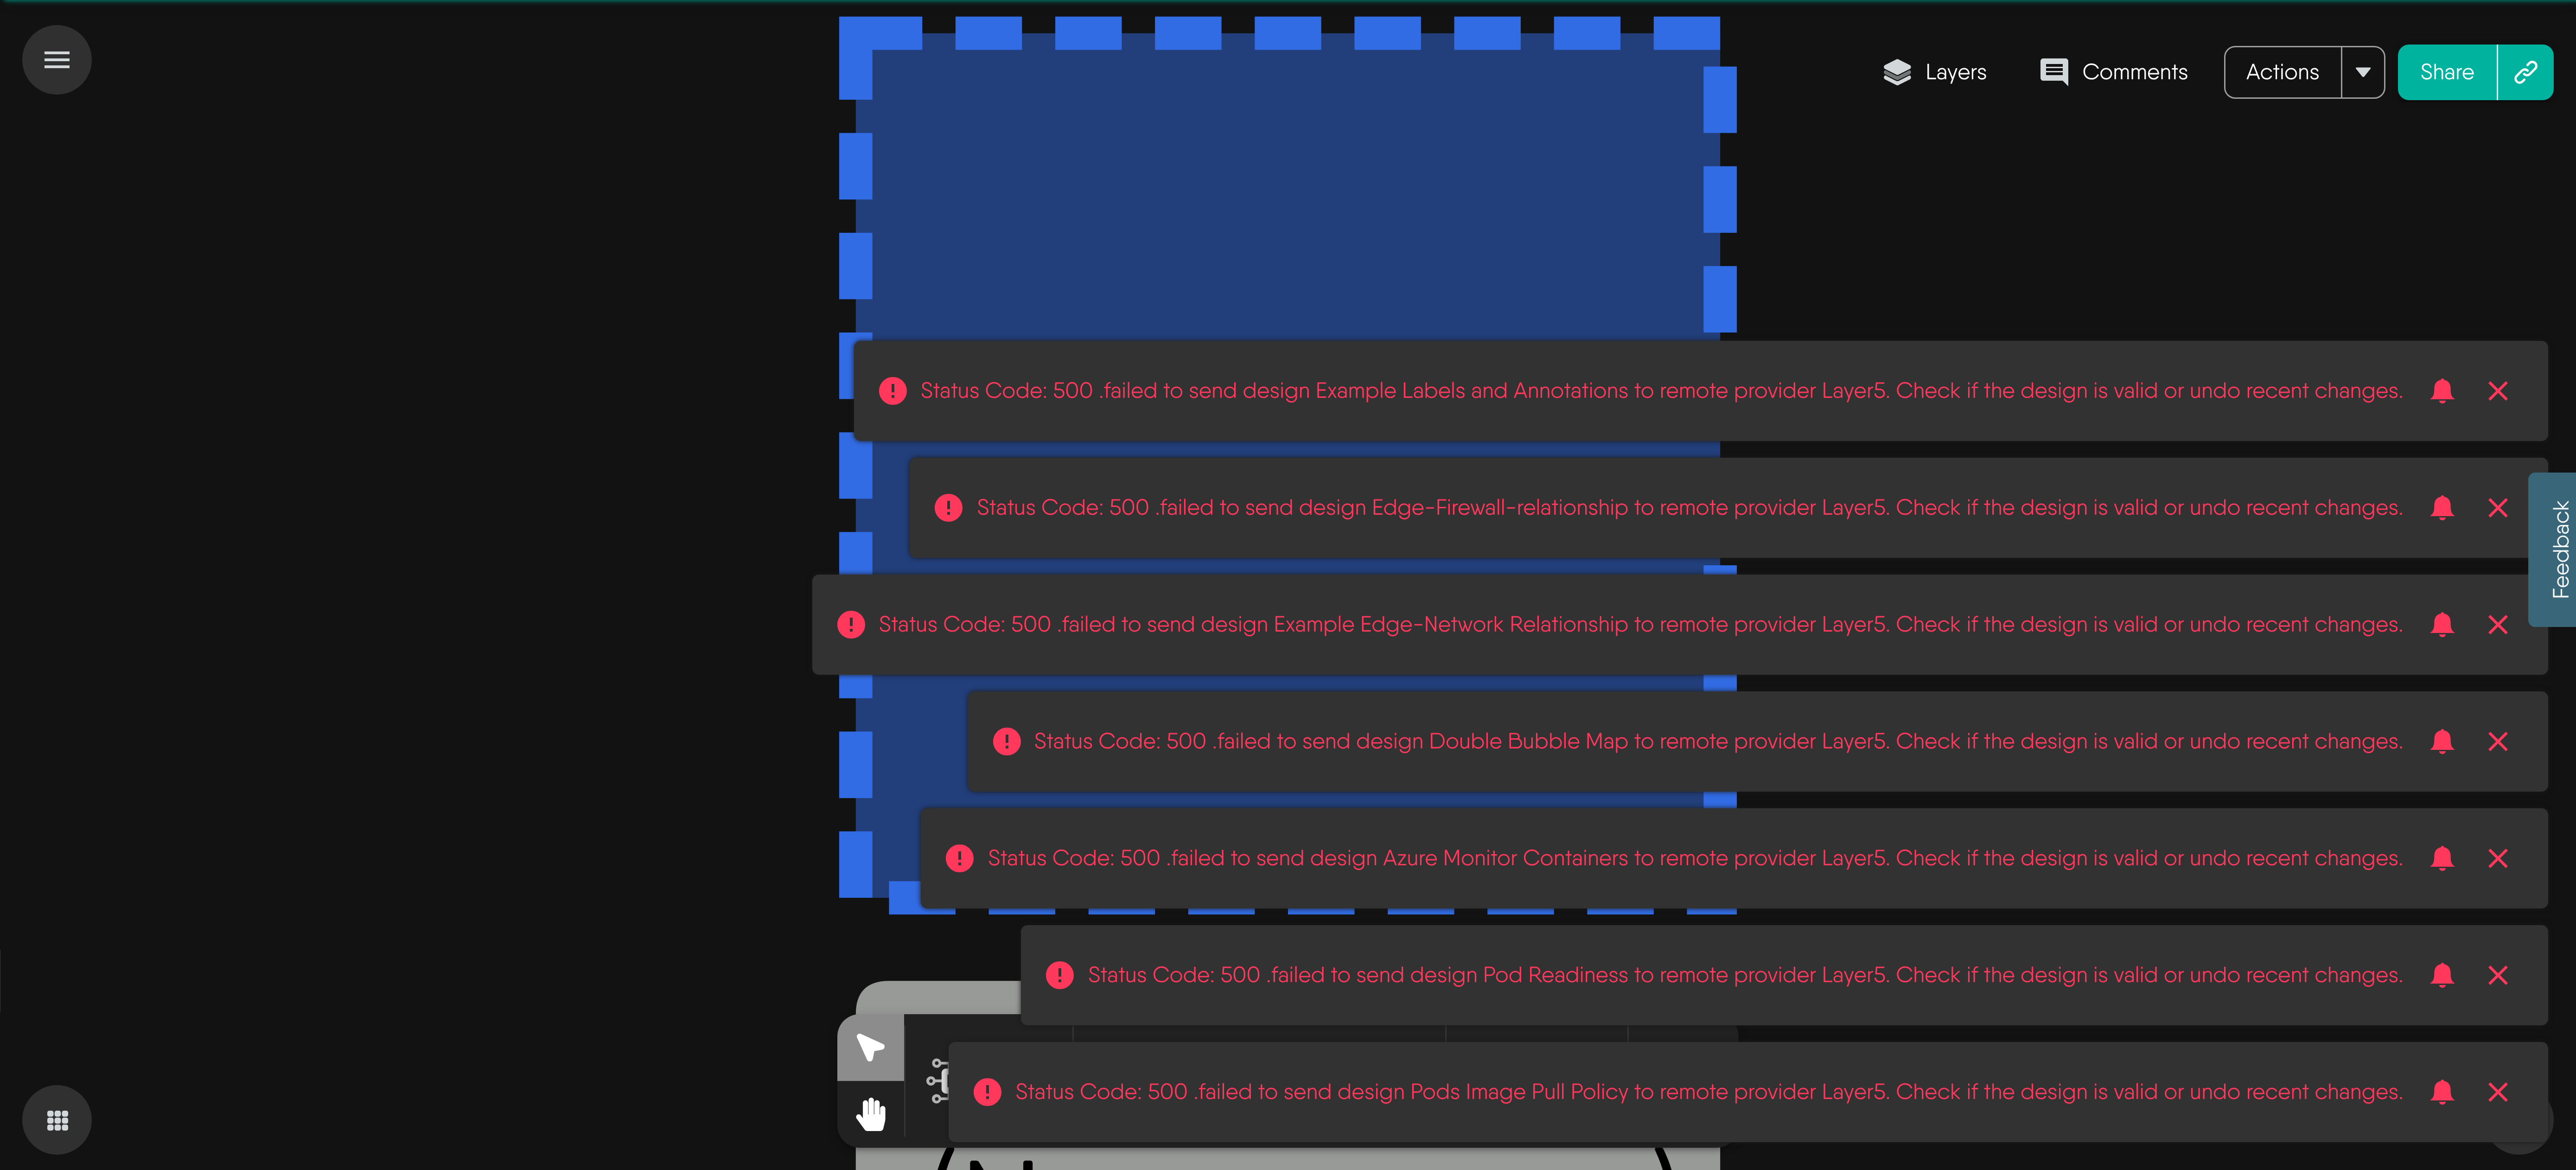 Layers
Comments
Actions
Share
Status Code: 500 .failed to send design Example Labels and Annotations to remote provider Layer5. Check if the design is valid or undo recent changes.
Status Code: 500 .failed to send design Edge-Firewall-relationship to remote provider Layer5. Check if the design is valid or undo recent changes.
Feedback
Status Code: 500 .failed to send design Example Edge-Network Relationship to remote provider Layer5. Check if the design is valid or undo recent changes.
Status Code: 500 .failed to send design Double Bubble Map to remote provider Layer5. Check if the design is valid or undo recent changes.
Status Code: 500 .failed to send design Azure Monitor Containers to remote provider Layer5. Check if the design is valid or undo recent changes.
Status Code: 500 .failed to send design Pod Readiness to remote provider Layer5. Check if the design is valid or undo recent changes.
Status Code: 500 .failed to send design Pods Image Pull Policy to remote provider Layer5. Check if the design is valid or undo recent changes.